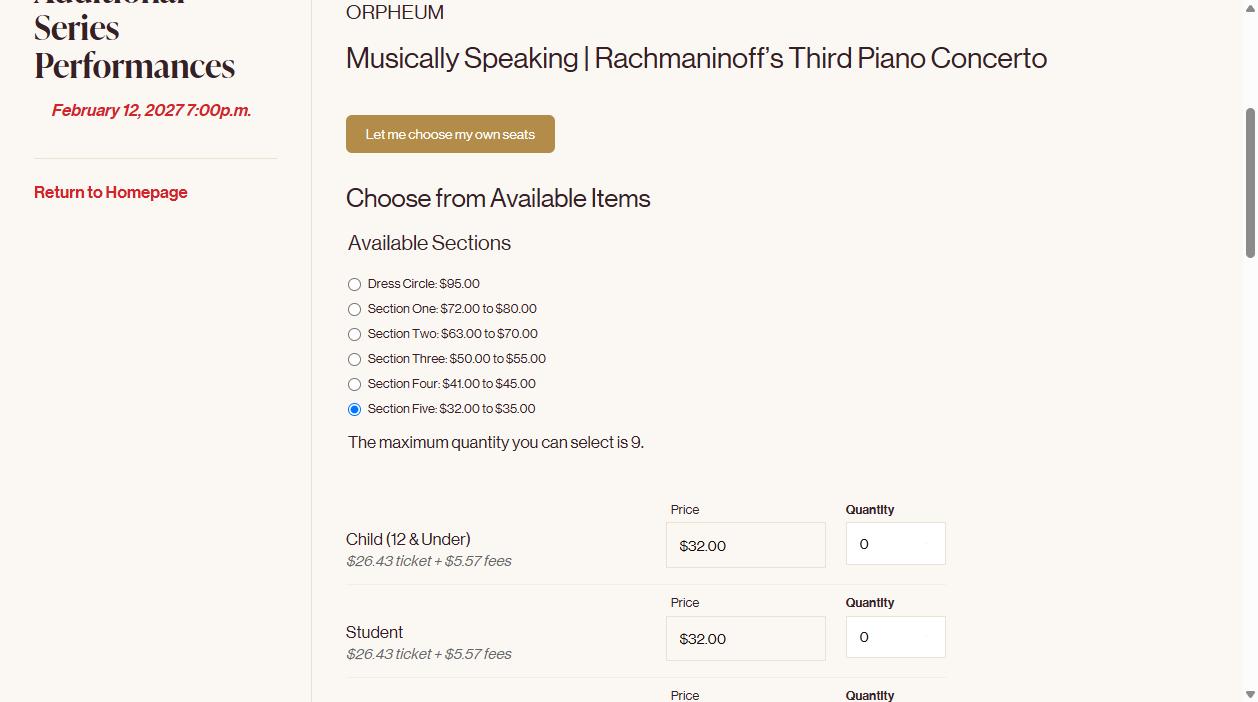 Additional
Series
Performances
February 12, 2027 7:00p.m.
Return to Homepage
ORPHEUM
Musically Speaking | Rachmaninoff’s Third Piano Concerto
Let me choose my own seats
Choose from Available Items
Available Sections
Dress Circle: $95.00
Section One: $72.00 to $80.00
Section Two: $63.00 to $70.00
Section Three: $50.00 to $55.00
Section Four: $41.00 to $45.00
Section Five: $32.00 to $35.00
The maximum quantity you can select is 9.
Price Quantity
Child (12 & Under) $32.00 0
$26.43 ticket + $5.57 fees
Price Quantity
Student $32.00 0
$26.43 ticket + $5.57 fees
Price Quantity